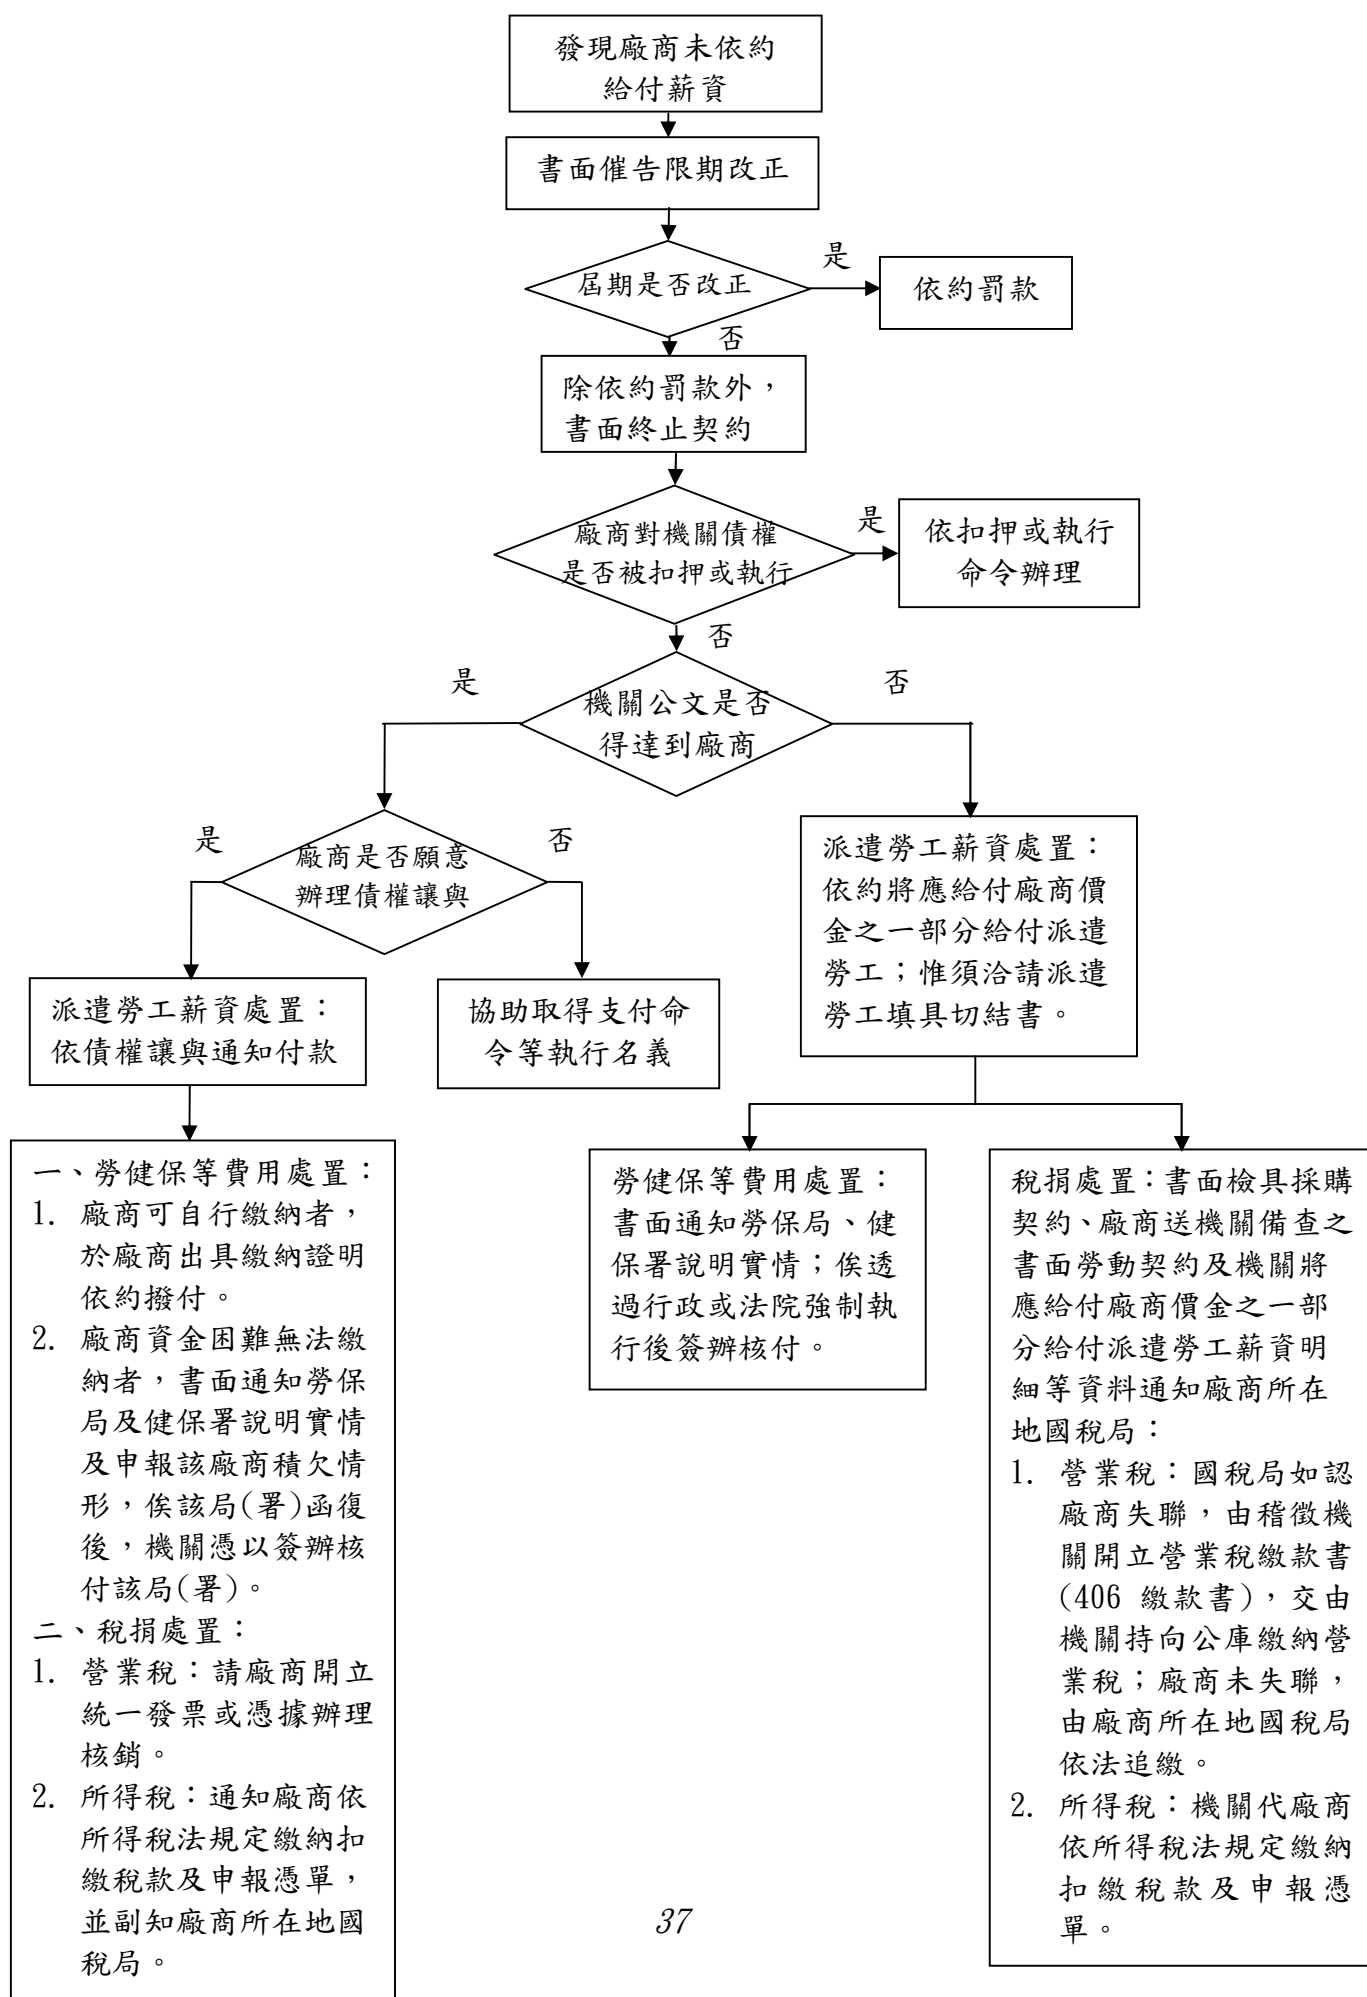 發現廠商未依約
給付薪資
書面催告限期改正
屆期是否改正
是
依約罰款
否
除依約罰款外，
書面終止契約
廠商對機關債權
是否被扣押或執行
是
依扣押或執行
命令辦理
否
機關公文是否
得達到廠商
是
否
廠商是否願意
辦理債權讓與
是
否
派遣勞工薪資處置：
依債權讓與通知付款
協助取得支付命
令等執行名義
派遣勞工薪資處置：
依約將應給付廠商價
金之一部分給付派遣
勞工；惟須洽請派遣
勞工填具切結書。
一、勞健保等費用處置：
1. 廠商可自行繳納者，
於廠商出具繳納證明
依約撥付。
2. 廠商資金困難無法繳
納者，書面通知勞保
局及健保署說明實情
及申報該廠商積欠情
形，俟該局(署)函復
後，機關憑以簽辦核
付該局(署)。
二、稅捐處置：
1. 營業稅：請廠商開立
統一發票或憑據辦理
核銷。
2. 所得稅：通知廠商依
所得稅法規定繳納扣
繳稅款及申報憑單，
並副知廠商所在地國
稅局。
勞健保等費用處置：
書面通知勞保局、健
保署說明實情；俟透
過行政或法院強制執
行後簽辦核付。
稅捐處置：書面檢具採購
契約、廠商送機關備查之
書面勞動契約及機關將
應給付廠商價金之一部
分給付派遣勞工薪資明
細等資料通知廠商所在
地國稅局：
1. 營業稅：國稅局如認
廠商失聯，由稽徵機
關開立營業稅繳款書
(406 繳款書)，交由
機關持向公庫繳納營
業稅；廠商未失聯，
由廠商所在地國稅局
依法追繳。
2. 所得稅：機關代廠商
依所得稅法規定繳納
扣繳稅款及申報憑
單。
37